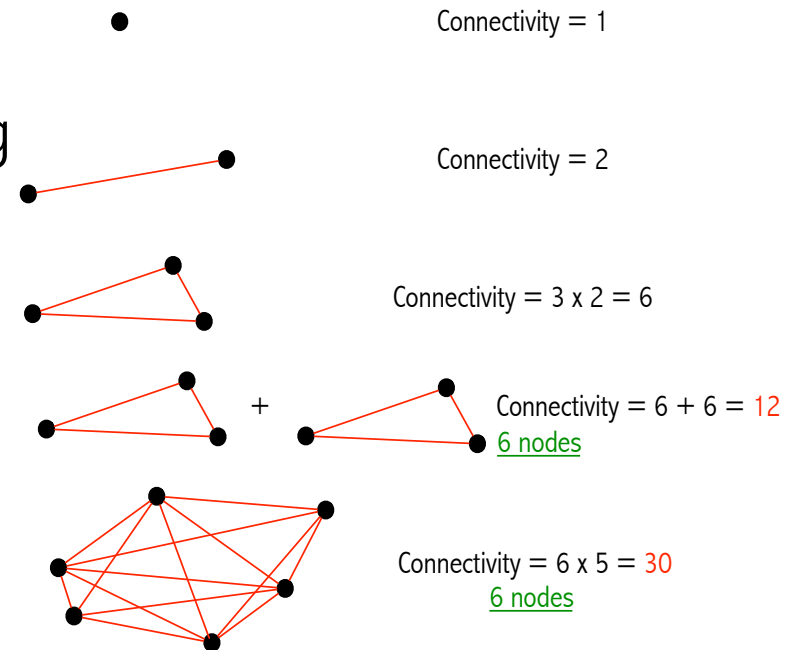 Connectivity = 1
g
Connectivity = 2
Connectivity = 3 x 2 = 6
+ Connectivity = 6 + 6 = 12
6 nodes
Connectivity = 6 x 5 = 30
6 nodes